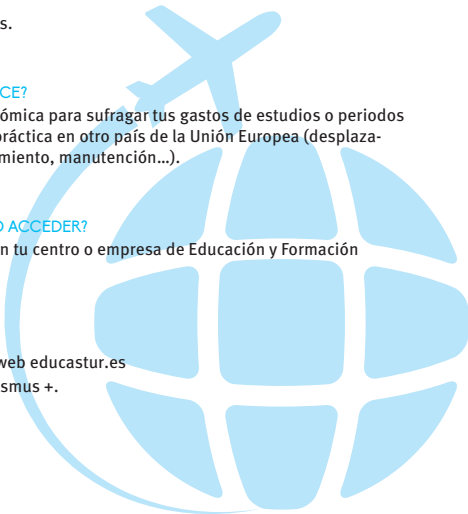 s.
CE?
ómica para sufragar tus gastos de estudios o periodos
práctica en otro país de la Unión Europea (desplaza-
miento, manutención...).
O ACCEDER?
n tu centro o empresa de Educación y Formación
web educastur.es
smus +.